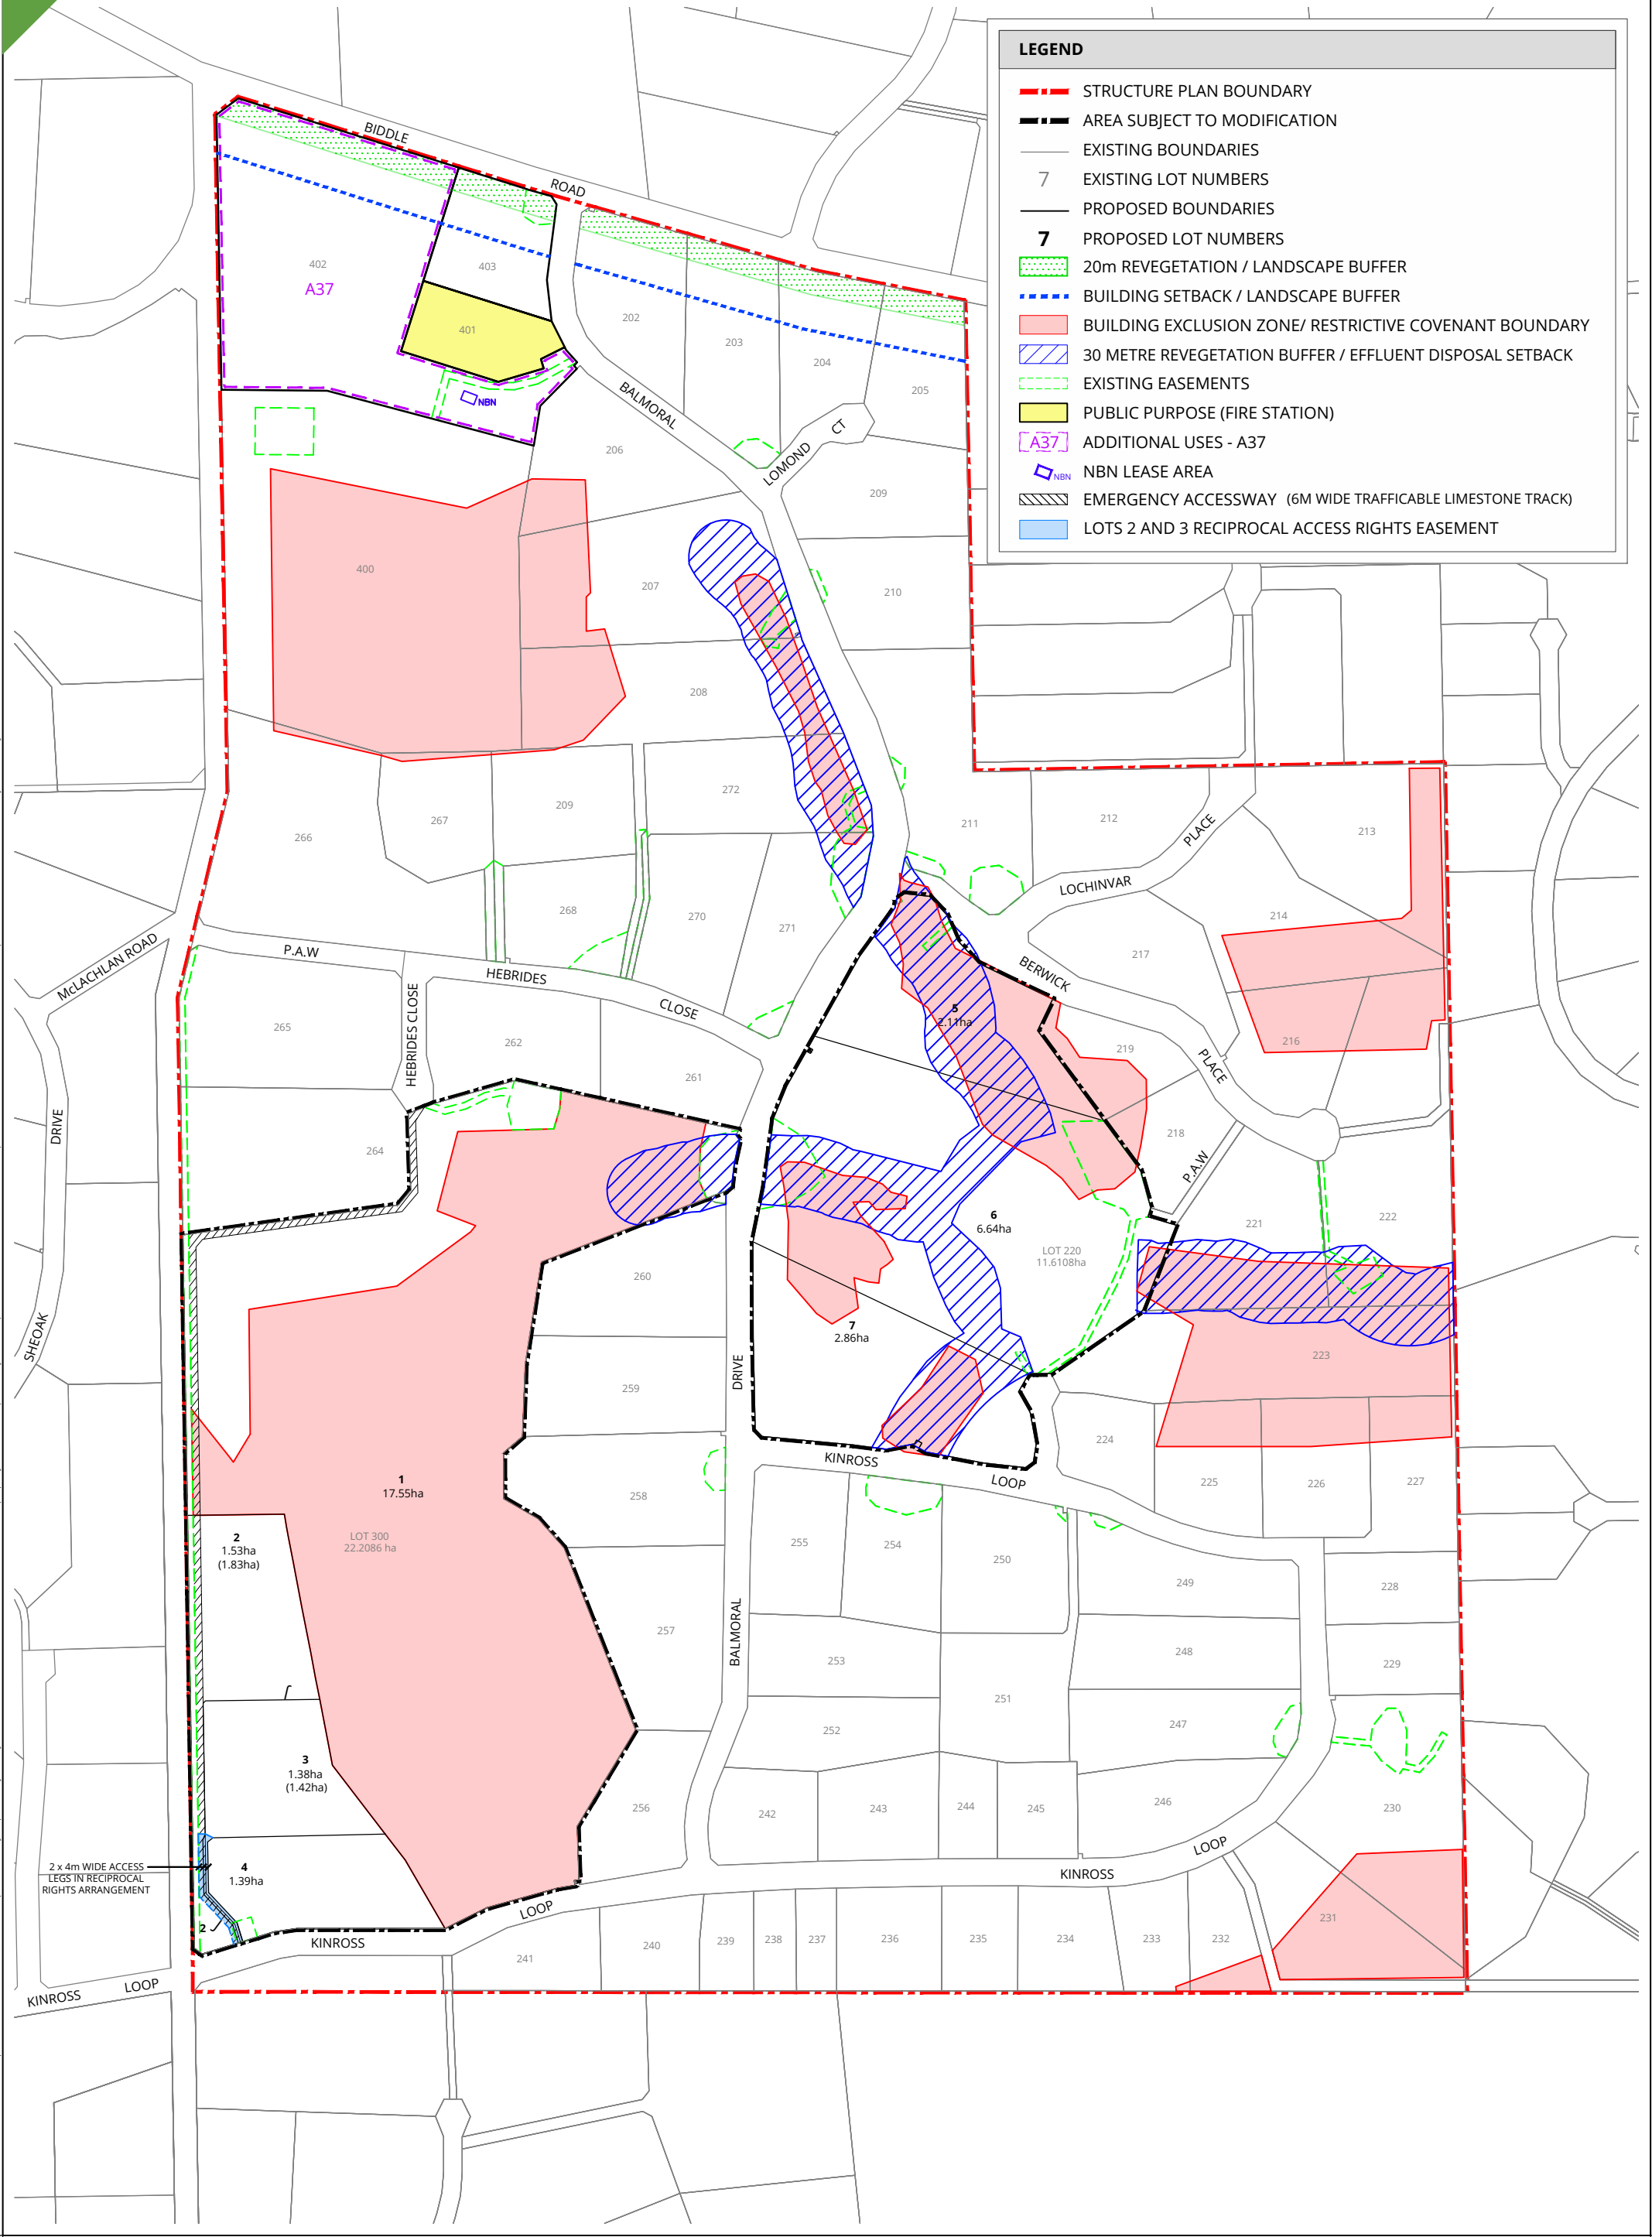 LEGEND
STRUCTURE PLAN BOUNDARY
AREA SUBJECT TO MODIFICATION
EXISTING BOUNDARIES
7 EXISTING LOT NUMBERS
PROPOSED BOUNDARIES
7 PROPOSED LOT NUMBERS
20m REVEGETATION / LANDSCAPE BUFFER
BUILDING SETBACK / LANDSCAPE BUFFER
BUILDING EXCLUSION ZONE/ RESTRICTIVE COVENANT BOUNDARY
30 METRE REVEGETATION BUFFER / EFFLUENT DISPOSAL SETBACK
EXISTING EASEMENTS
PUBLIC PURPOSE (FIRE STATION)
A37 ADDITIONAL USES - A37
NBN NBN LEASE AREA
EMERGENCY ACCESSWAY (6M WIDE TRAFFICABLE LIMESTONE TRACK)
LOTS 2 AND 3 RECIPROCAL ACCESS RIGHTS EASEMENT
BIDDLE
ROAD
402
A37
403
401
NBN
202
203
204
205
BALMORAL
LOMOND
CT
206
209
400
207
210
208
272
209
267
266
211
212
PLACE
213
LOCHINVAR
268
270
271
214
217
P.A.W
HEBRIDES
CLOSE
BERWICK
McLACHLAN ROAD
265
HEBRIDES CLOSE
262
261
5
2.11ha
219
216
PLACE
DRIVE
264
218
P.A.W
6
6.64ha
LOT 220
11.6108ha
221
222
260
SHEOAK
7
2.86ha
223
259
DRIVE
224
KINROSS
LOOP
225
226
227
1
17.55ha
258
LOT 300
22.2086 ha
2
1.53ha
(1.83ha)
255
254
250
249
228
257
BALMORAL
253
251
248
229
252
247
3
1.38ha
(1.42ha)
256
242
243
244
245
246
230
LOOP
KINROSS
2 x 4m WIDE ACCESS
LEGS IN RECIPROCAL
RIGHTS ARRANGEMENT
4
1.39ha
2
LOOP
KINROSS
241
240
239
238
237
236
235
234
233
232
231
KINROSS
LOOP